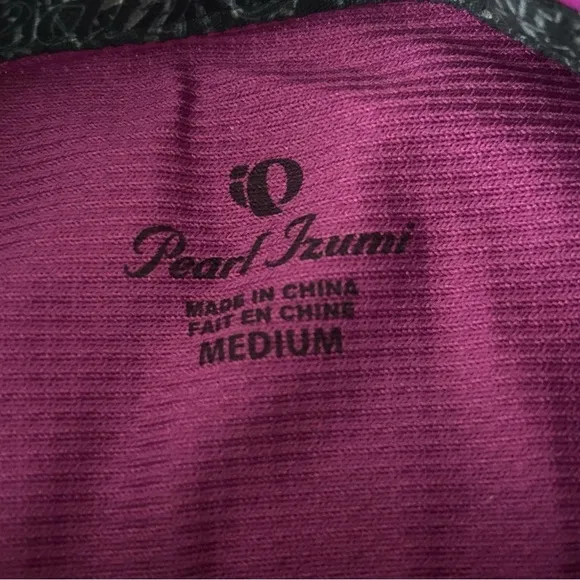 Pearl Izumi
MADE IN CHINA
FAIT EN CHINE
MEDIUM